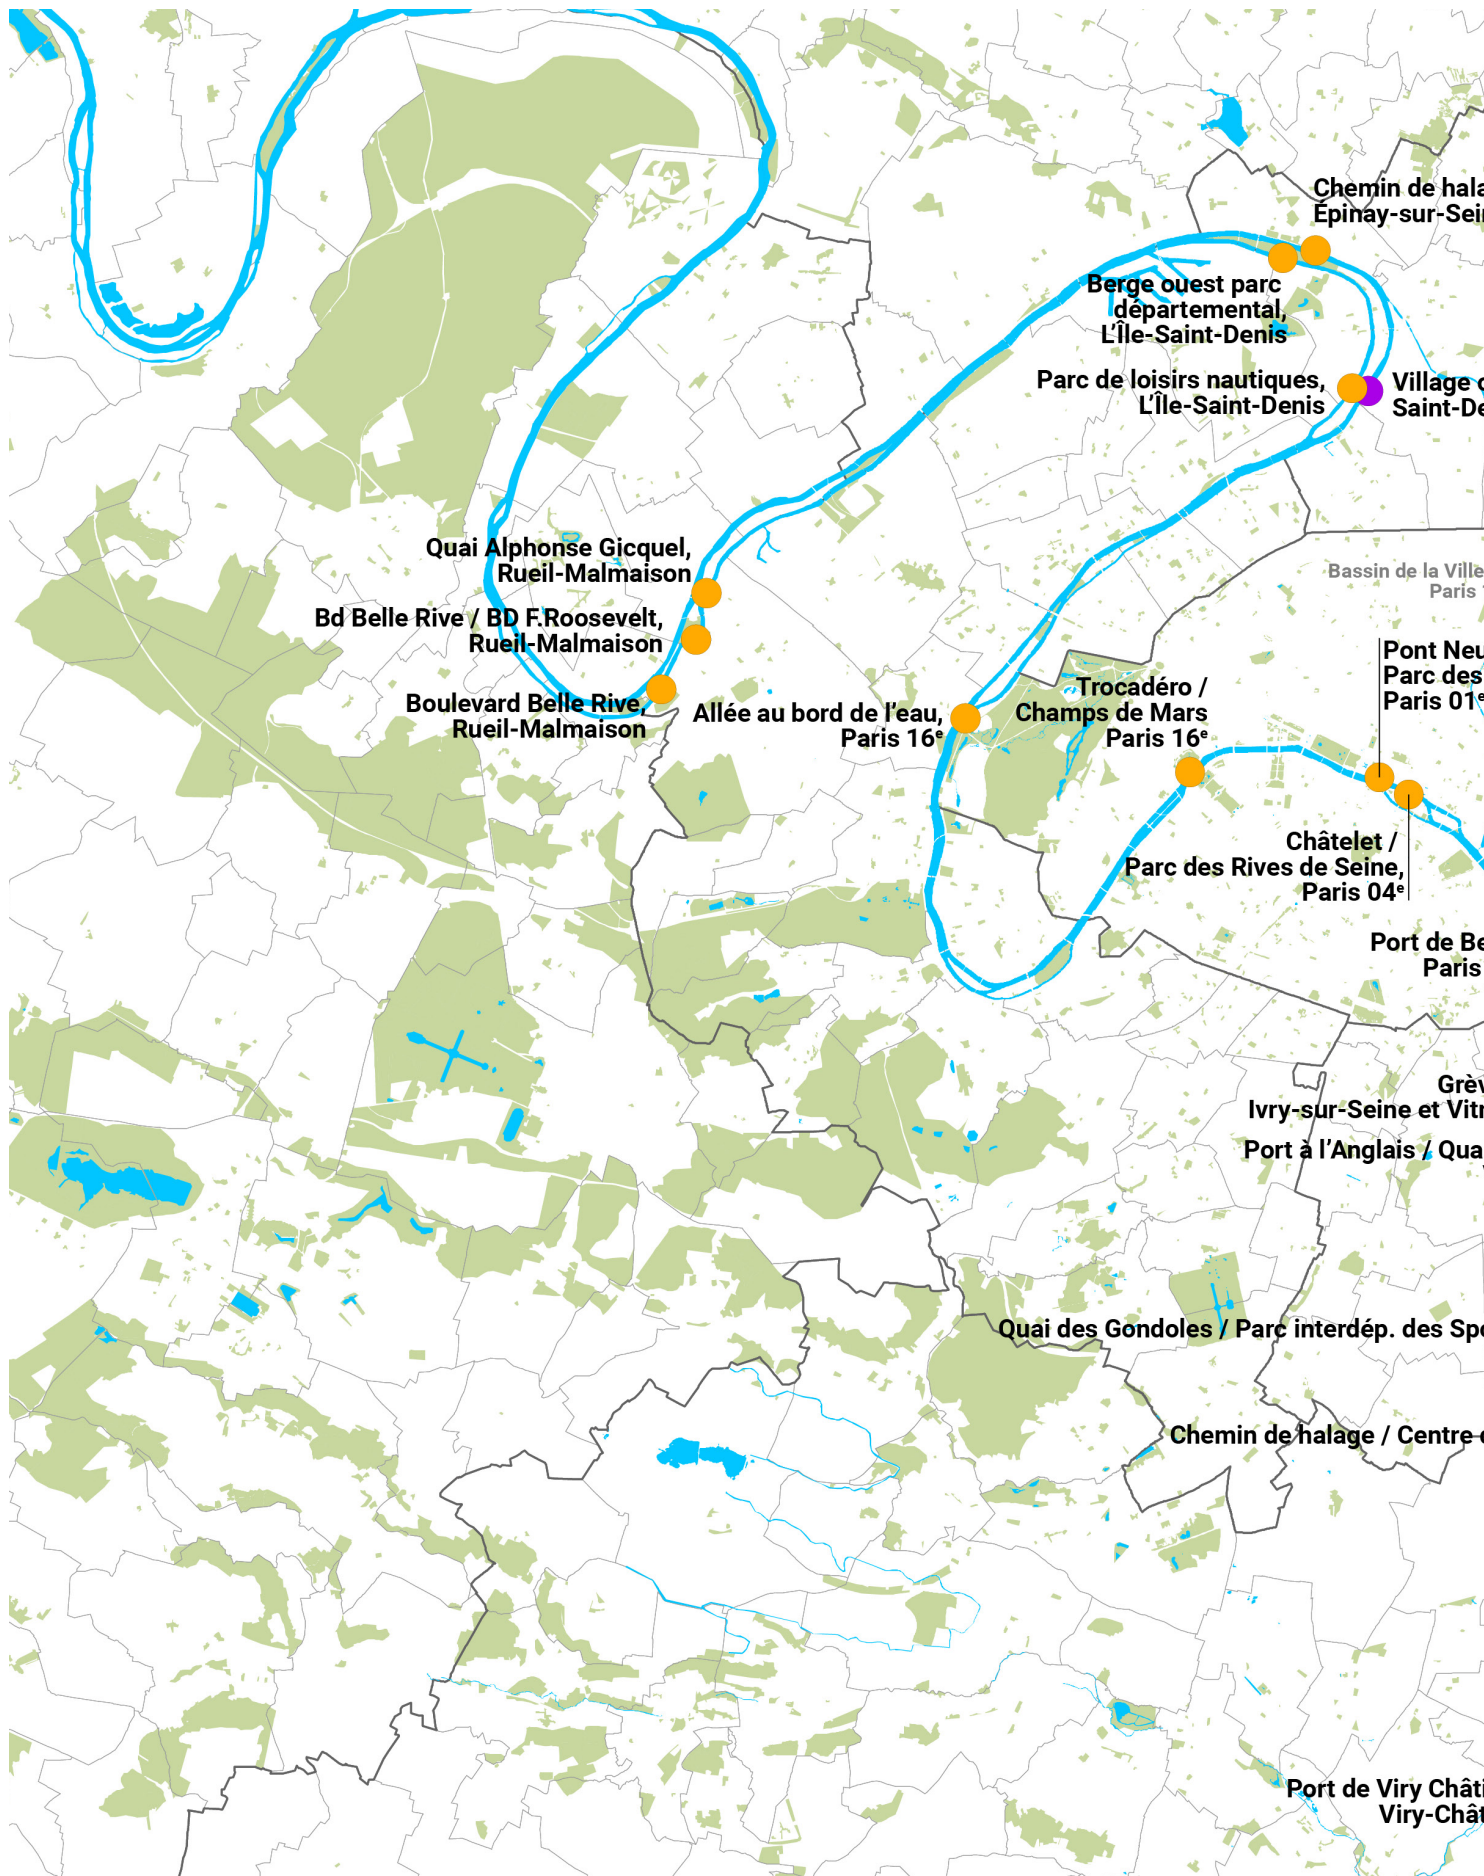 Chemin de hala
Épinay-sur-Sei
Berge ouest parc
départemental,
L’Île-Saint-Denis
Parc de loisirs nautiques,
L’Île-Saint-Denis
Village
Saint-De
Quai Alphonse Gicquel,
Rueil-Malmaison
Bassin de la Ville
Paris
Bd Belle Rive / BD F.Roosevelt,
Rueil-Malmaison
Pont Neu
Parc des
Paris 01e
Boulevard Belle Rive,
Rueil-Malmaison
Allée au bord de l’eau,
Paris 16e
Trocadéro /
Champs de Mars
Paris 16e
Châtelet /
Parc des Rives de Seine,
Paris 04e
Port de Be
Paris
Grèv
Ivry-sur-Seine et Vitr
Port à l’Anglais / Qua
Quai des Gondoles / Parc interdép. des Spo
Chemin de halage / Centre
Port de Viry Châti
Viry-Chât